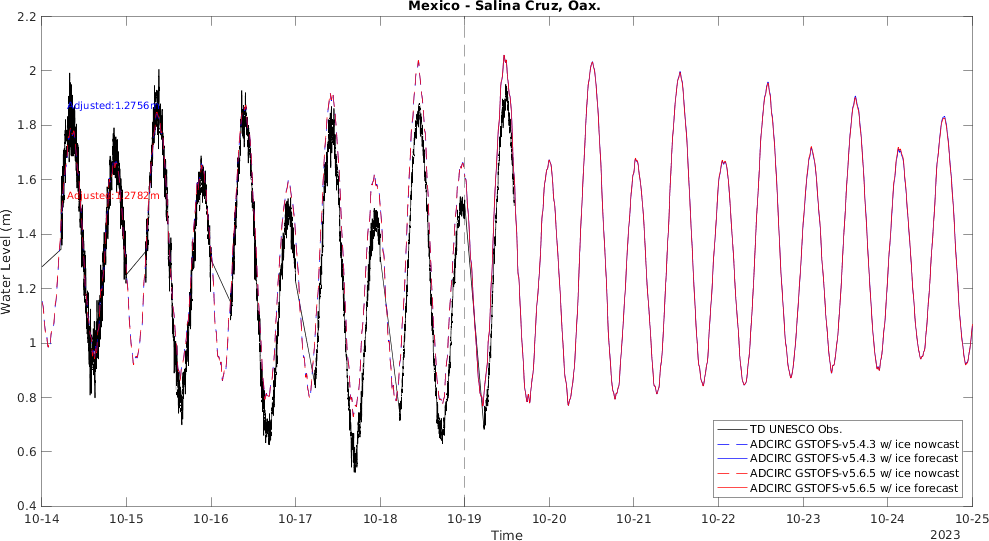 Mexico - Salina Cruz, Oax.
2.2
2
1.8
1.6
1.4
1.2
1
0.8
0.6
0.4
Water Level (m)
Adjusted:1.2756m
Adjusted:1.2782m
TD UNESCO Obs.
ADCIRC GSTOFS-v5.4.3 w/ ice nowcast
ADCIRC GSTOFS-v5.4.3 w/ ice forecast
ADCIRC GSTOFS-v5.6.5 w/ ice nowcast
ADCIRC GSTOFS-v5.6.5 w/ ice forecast
10-14 10-15 10-16 10-17 10-18 10-19 10-20 10-21 10-22 10-23 10-24 10-25
Time
2023